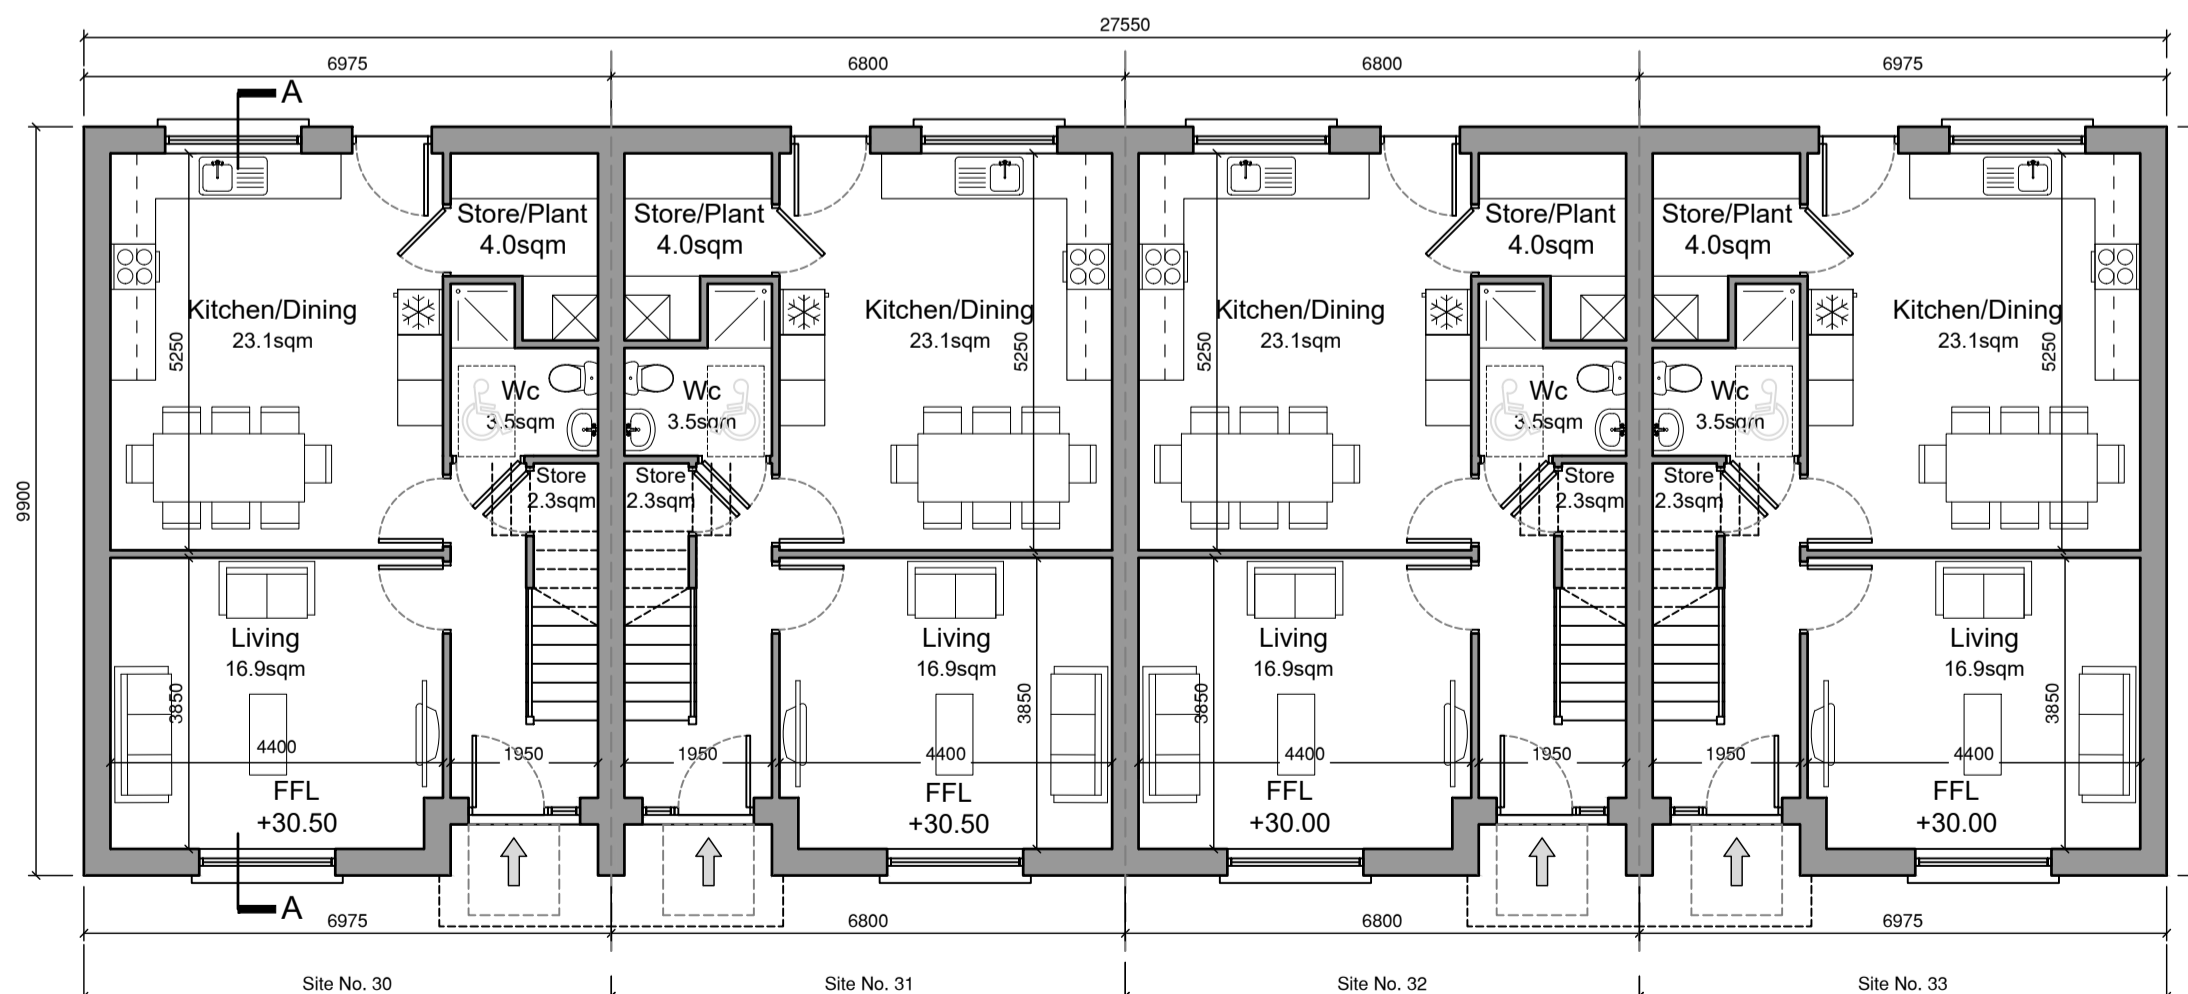 27550
6975 6800 6800 6975
A
Store/Plant Store/Plant Store/Plant Store/Plant
4.0sqm 4.0sqm 4.0sqm 4.0sqm
Kitchen/Dining Kitchen/Dining Kitchen/Dining Kitchen/Dining
23.1sqm 23.1sqm 23.1sqm 23.1sqm
5250 5250 5250 5250
Wc Wc Wc Wc
3.5sqm 3.5sqm 3.5sqm 3.5sqm
Store Store Store Store
2.3sqm 2.3sqm 2.3sqm 2.3sqm
9900
Living Living Living Living
16.9sqm 16.9sqm 16.9sqm 16.9sqm
3850 3850 3850 3850
4400 1950 1950 4400 4400 1950 1950 4400
FFL FFL FFL FFL
+30.50 +30.50 +30.00 +30.00
A
6975 6800 6800 6975
Site No. 30 Site No. 31 Site No. 32 Site No. 33